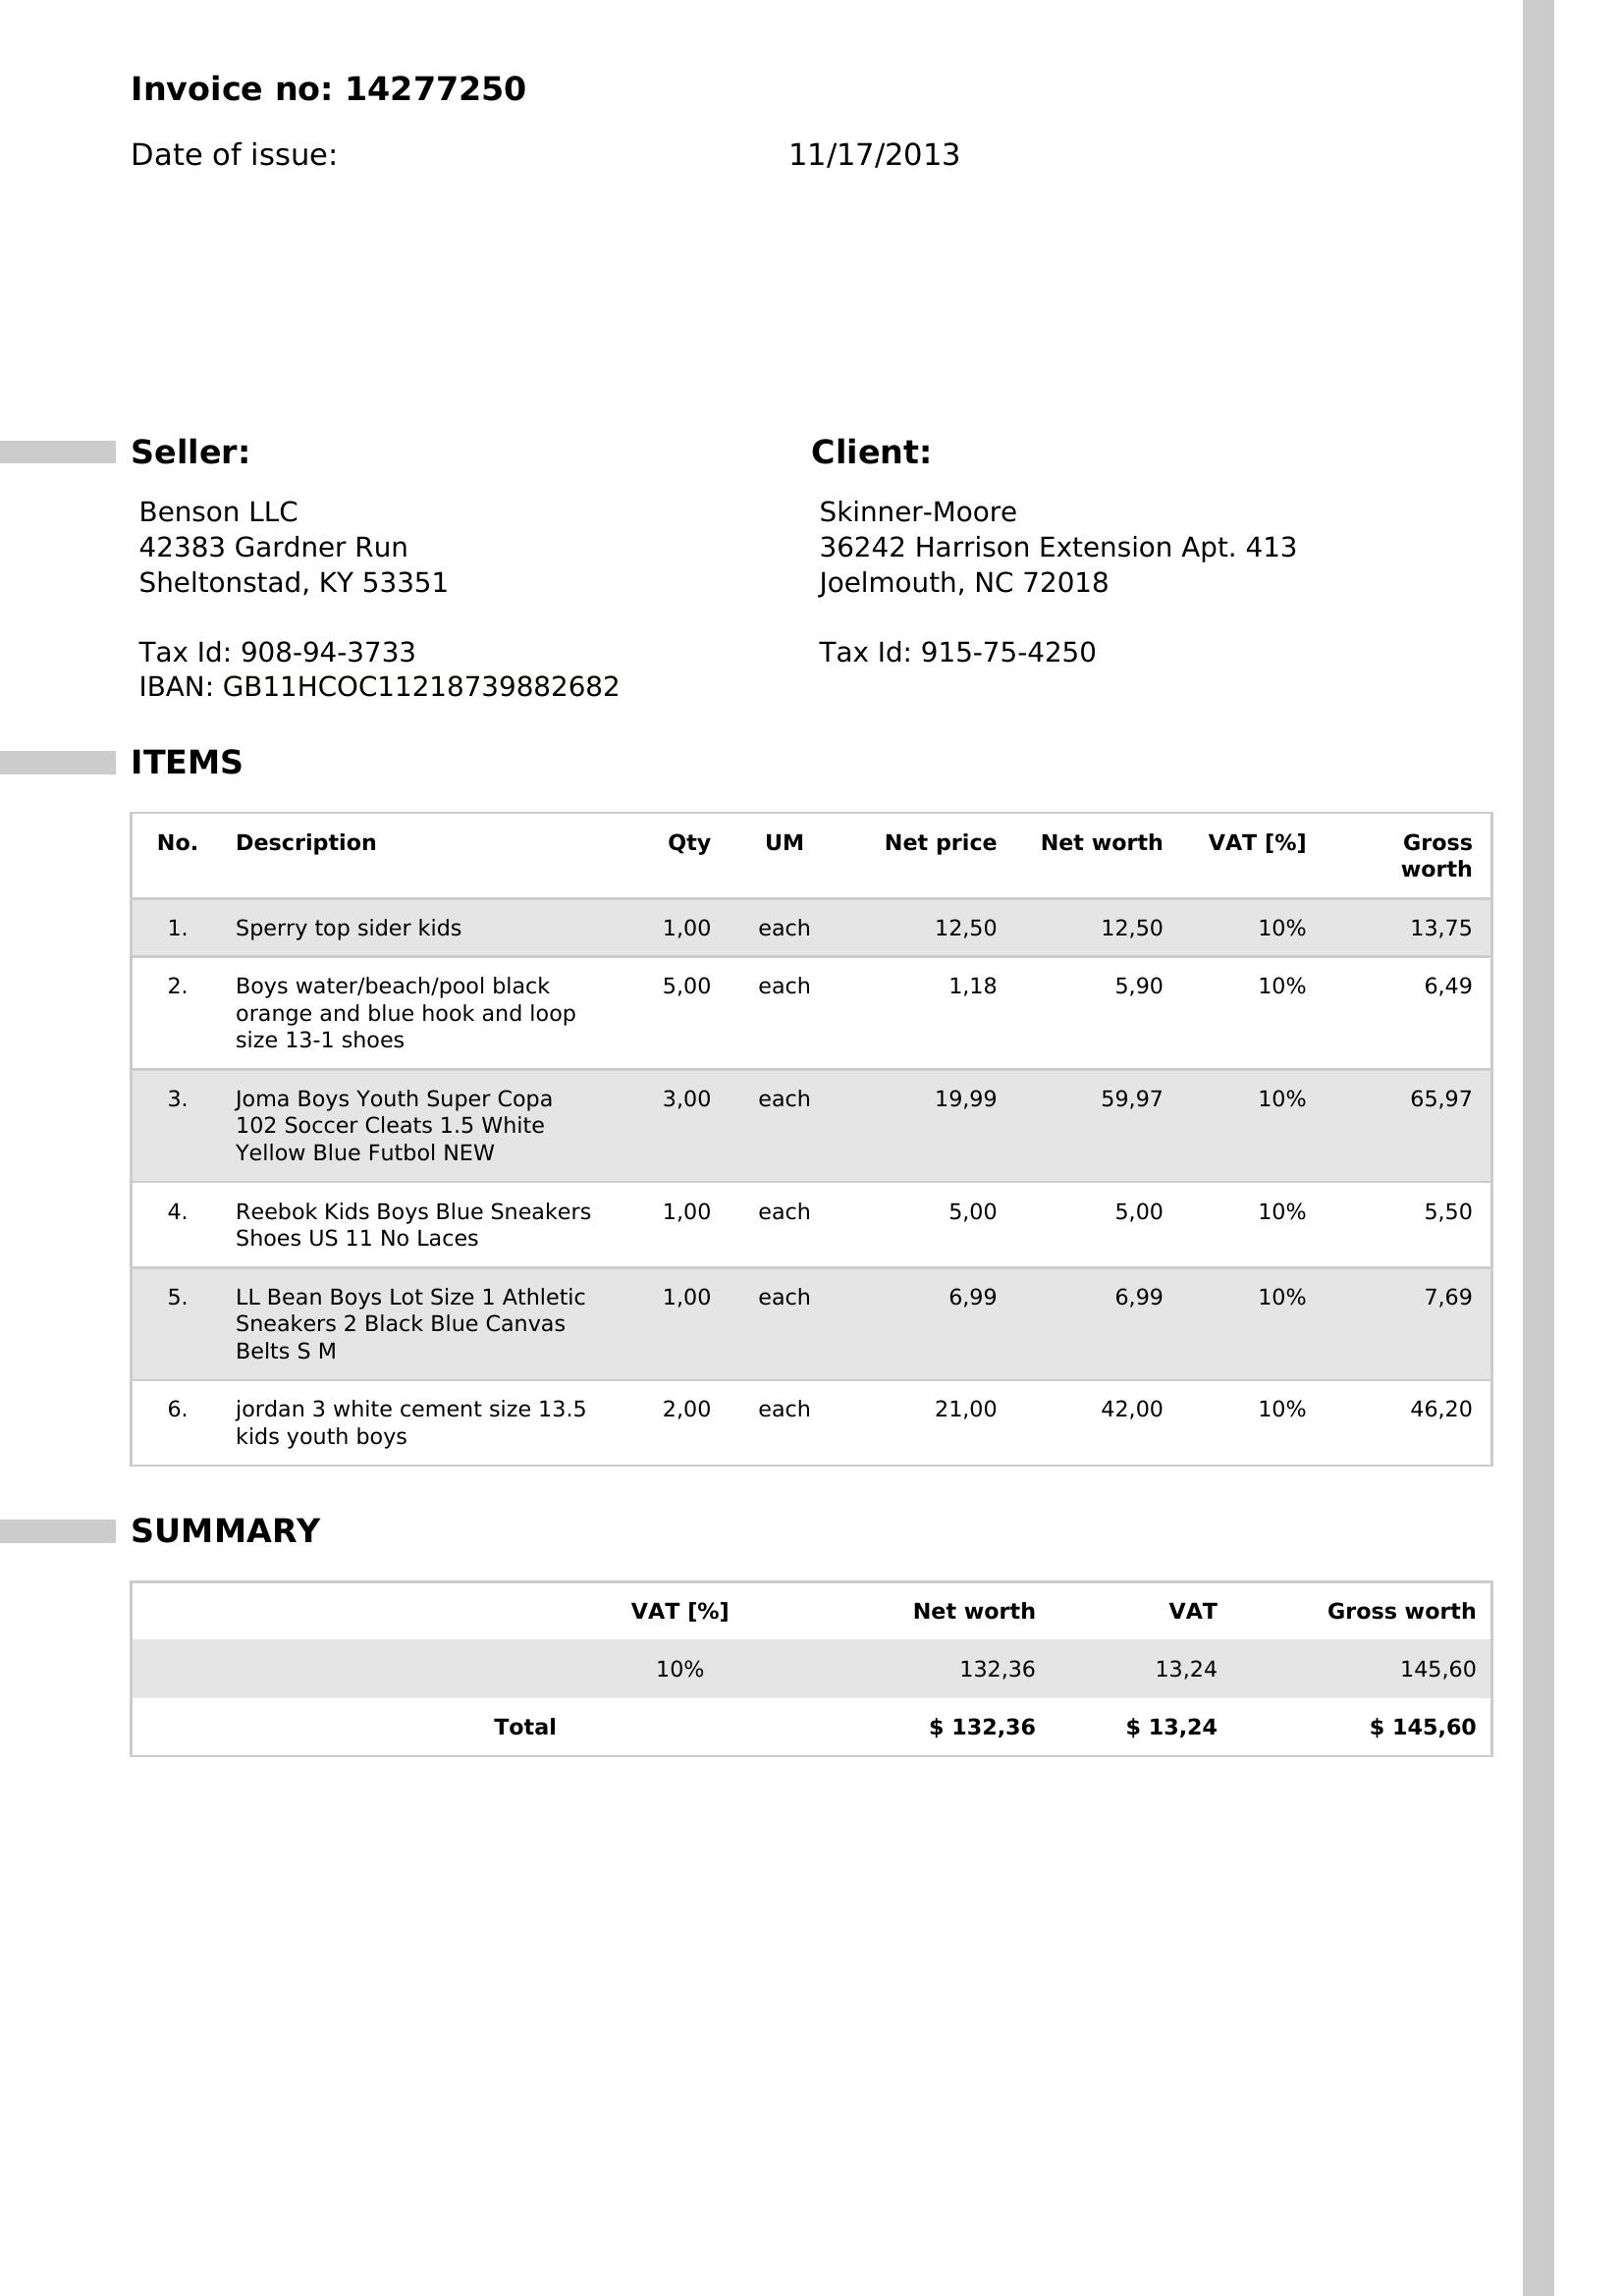 Invoice no: 14277250
Date of issue: 11/17/2013
Seller:
Benson LLC
42383 Gardner Run
Sheltonstad, KY 53351
Tax Id: 908-94-3733
IBAN: GB11HCOC11218739882682
Client:
Skinner-Moore
36242 Harrison Extension Apt. 413
Joelmouth, NC 72018
Tax Id: 915-75-4250
ITEMS
No. Description Qty UM Net price Net worth VAT [%] Gross
worth
1. Sperry top sider kids 1,00 each 12,50 12,50 10% 13,75
2. Boys water/beach/pool black 5,00 each 1,18 5,90 10% 6,49
orange and blue hook and loop
size 13-1 shoes
3. Joma Boys Youth Super Copa 3,00 each 19,99 59,97 10% 65,97
102 Soccer Cleats 1.5 White
Yellow Blue Futbol NEW
4. Reebok Kids Boys Blue Sneakers 1,00 each 5,00 5,00 10% 5,50
Shoes US 11 No Laces
5. LL Bean Boys Lot Size 1 Athletic 1,00 each 6,99 6,99 10% 7,69
Sneakers 2 Black Blue Canvas
Belts S M
6. jordan 3 white cement size 13.5 2,00 each 21,00 42,00 10% 46,20
kids youth boys
SUMMARY
VAT [%] Net worth VAT Gross worth
10% 132,36 13,24 145,60
Total $ 132,36 $ 13,24 $ 145,60